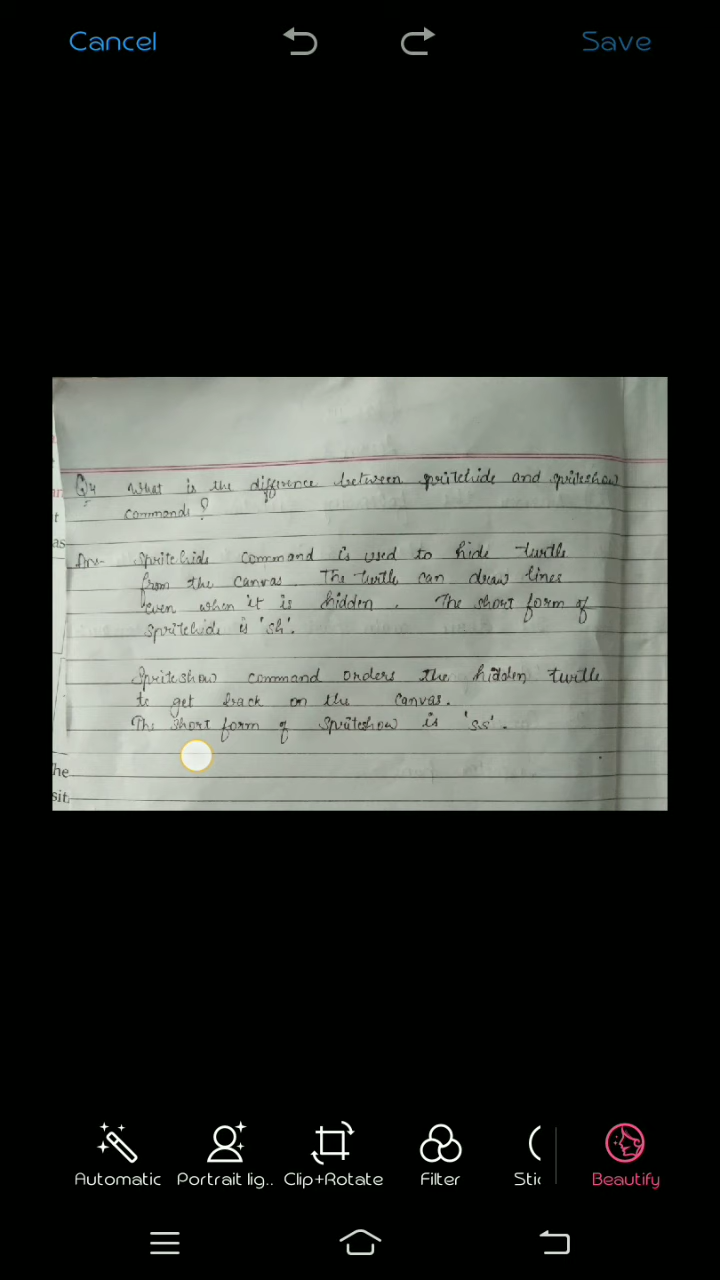 Cancel
Save
Q4 What is the difference between spritehide and spriteshow
commands ?
Ans- Spritehide command is used to hide turtle
from the canvas. The turtle can draw lines
even when it is hidden . The short form of
spritehide is 'sh'.
Spriteshow command orders the hidden turtle
to get back on the canvas.
The short form of spriteshow is 'ss'.
t
as
he
sit
Automatic
Portrait lig..
Clip+Rotate
Filter
Beautify